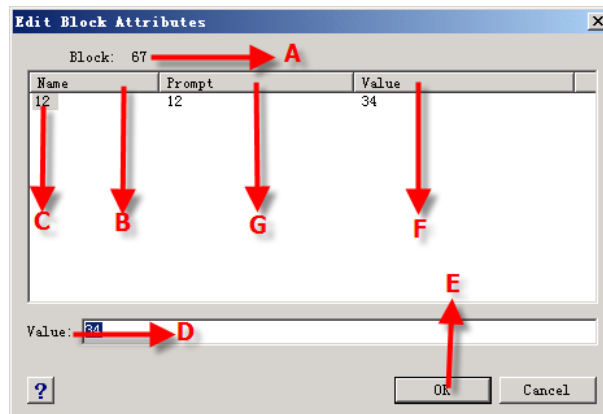 Edit Block Attributes
Block: 67 A
Name Prompt Value
12 12 34
C B G F
E
Value: 34 D
? OK Cancel